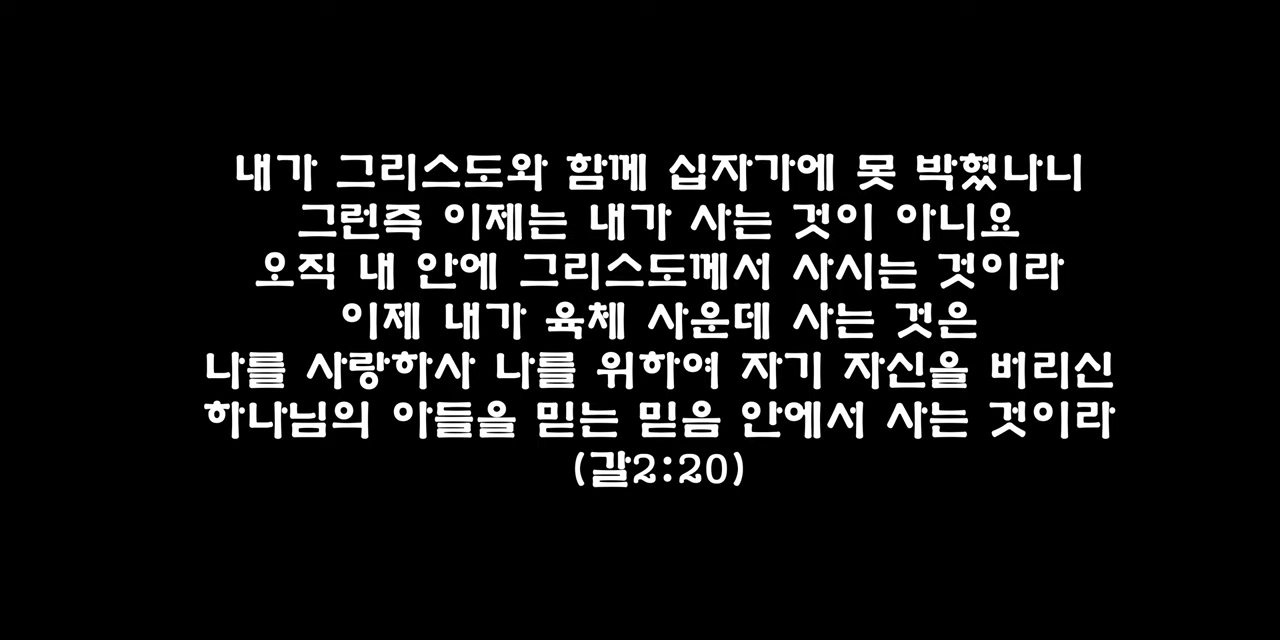 내가 그리스도와 함께 십자가에 못 박혔나니
그런즉 이제는 내가 사는 것이 아니요
오직 내 안에 그리스도께서 사시는 것이라
이제 내가 육체 사운데 사는 것은
나를 사랑하사 나를 위하여 자기 자신을 버리신
하나님의 아들을 믿는 믿음 안에서 사는 것이라
(갈2:20)